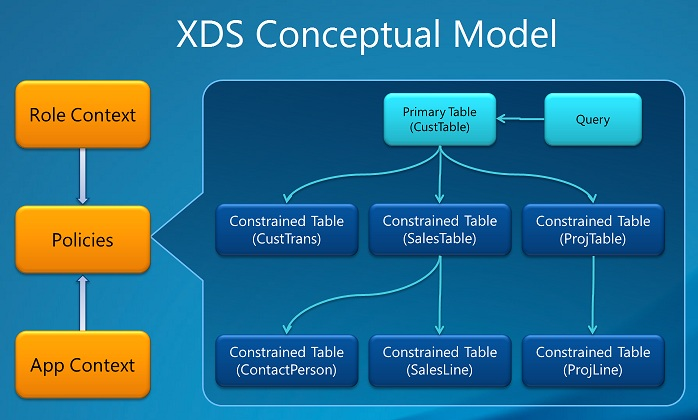 XDS Conceptual Model
Role Context
Policies
App Context
Primary Table
(CustTable)
Query
Constrained Table
(CustTrans)
Constrained Table
(SalesTable)
Constrained Table
(ProjTable)
Constrained Table
(ContactPerson)
Constrained Table
(SalesLine)
Constrained Table
(ProjLine)